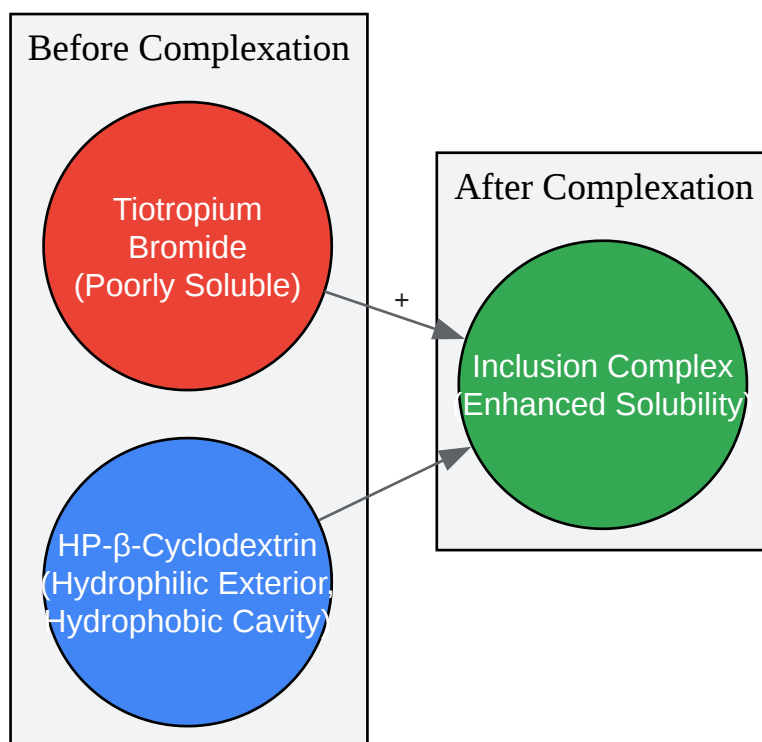 Before Complexation
Tiotropium
Bromide
(Poorly Soluble)
HP-β-Cyclodextrin
(Hydrophilic Exterior,
Hydrophobic Cavity)
+
After Complexation
Inclusion Complex
(Enhanced Solubility)